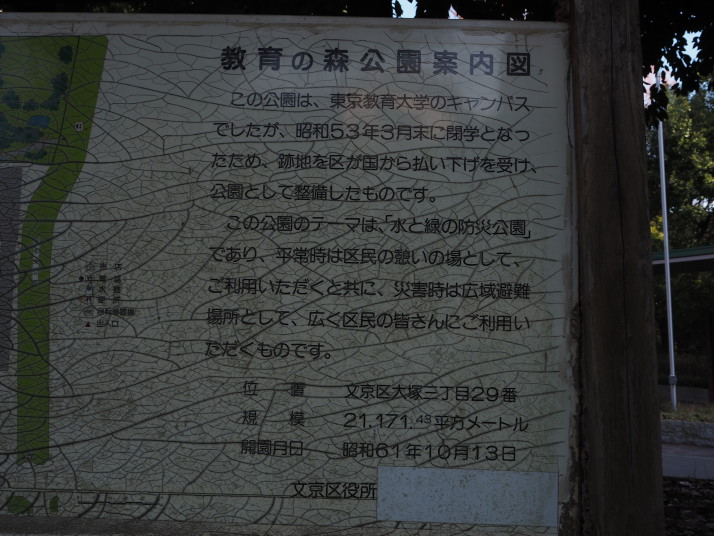 教育の森公園案内図
この公園は、東京教育大学のキャンパス
でしたが、昭和53年3月末に閉学となっ
たため、跡地を区が国から払い下げを受け、
公園として整備したものです。
この公園のテーマは、「水と緑の防災公園」
であり、平常時は区民の憩いの場として、
ご利用いただくと共に、災害時は広域避難
場所として、広く区民の皆さんにご利用い
ただくものです。
位 置 文京区大塚三丁目29番
規 模 21,171.43平方メートル
開園月日 昭和61年10月13日
文京区役所
▲ 出入口